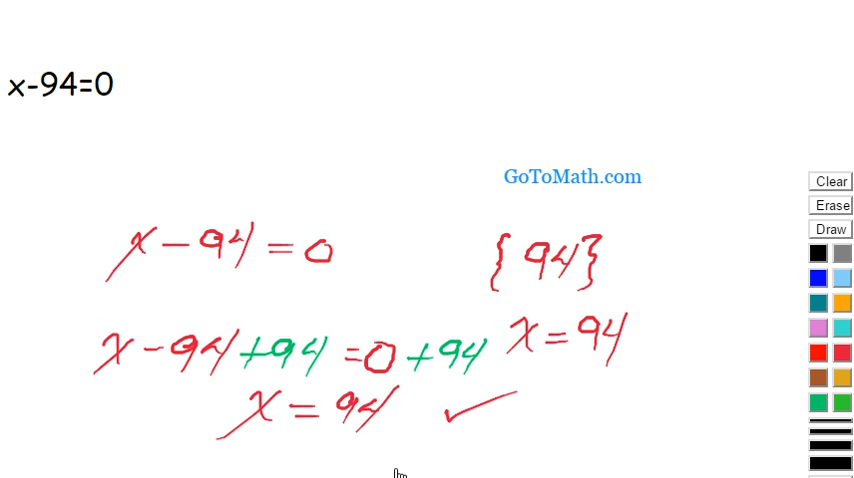 x-94=0
GoToMath.com
Clear
Erase
Draw
x - 94 = 0
{94}
x - 94 + 94 = 0 + 94
x = 94
x = 94 ✓